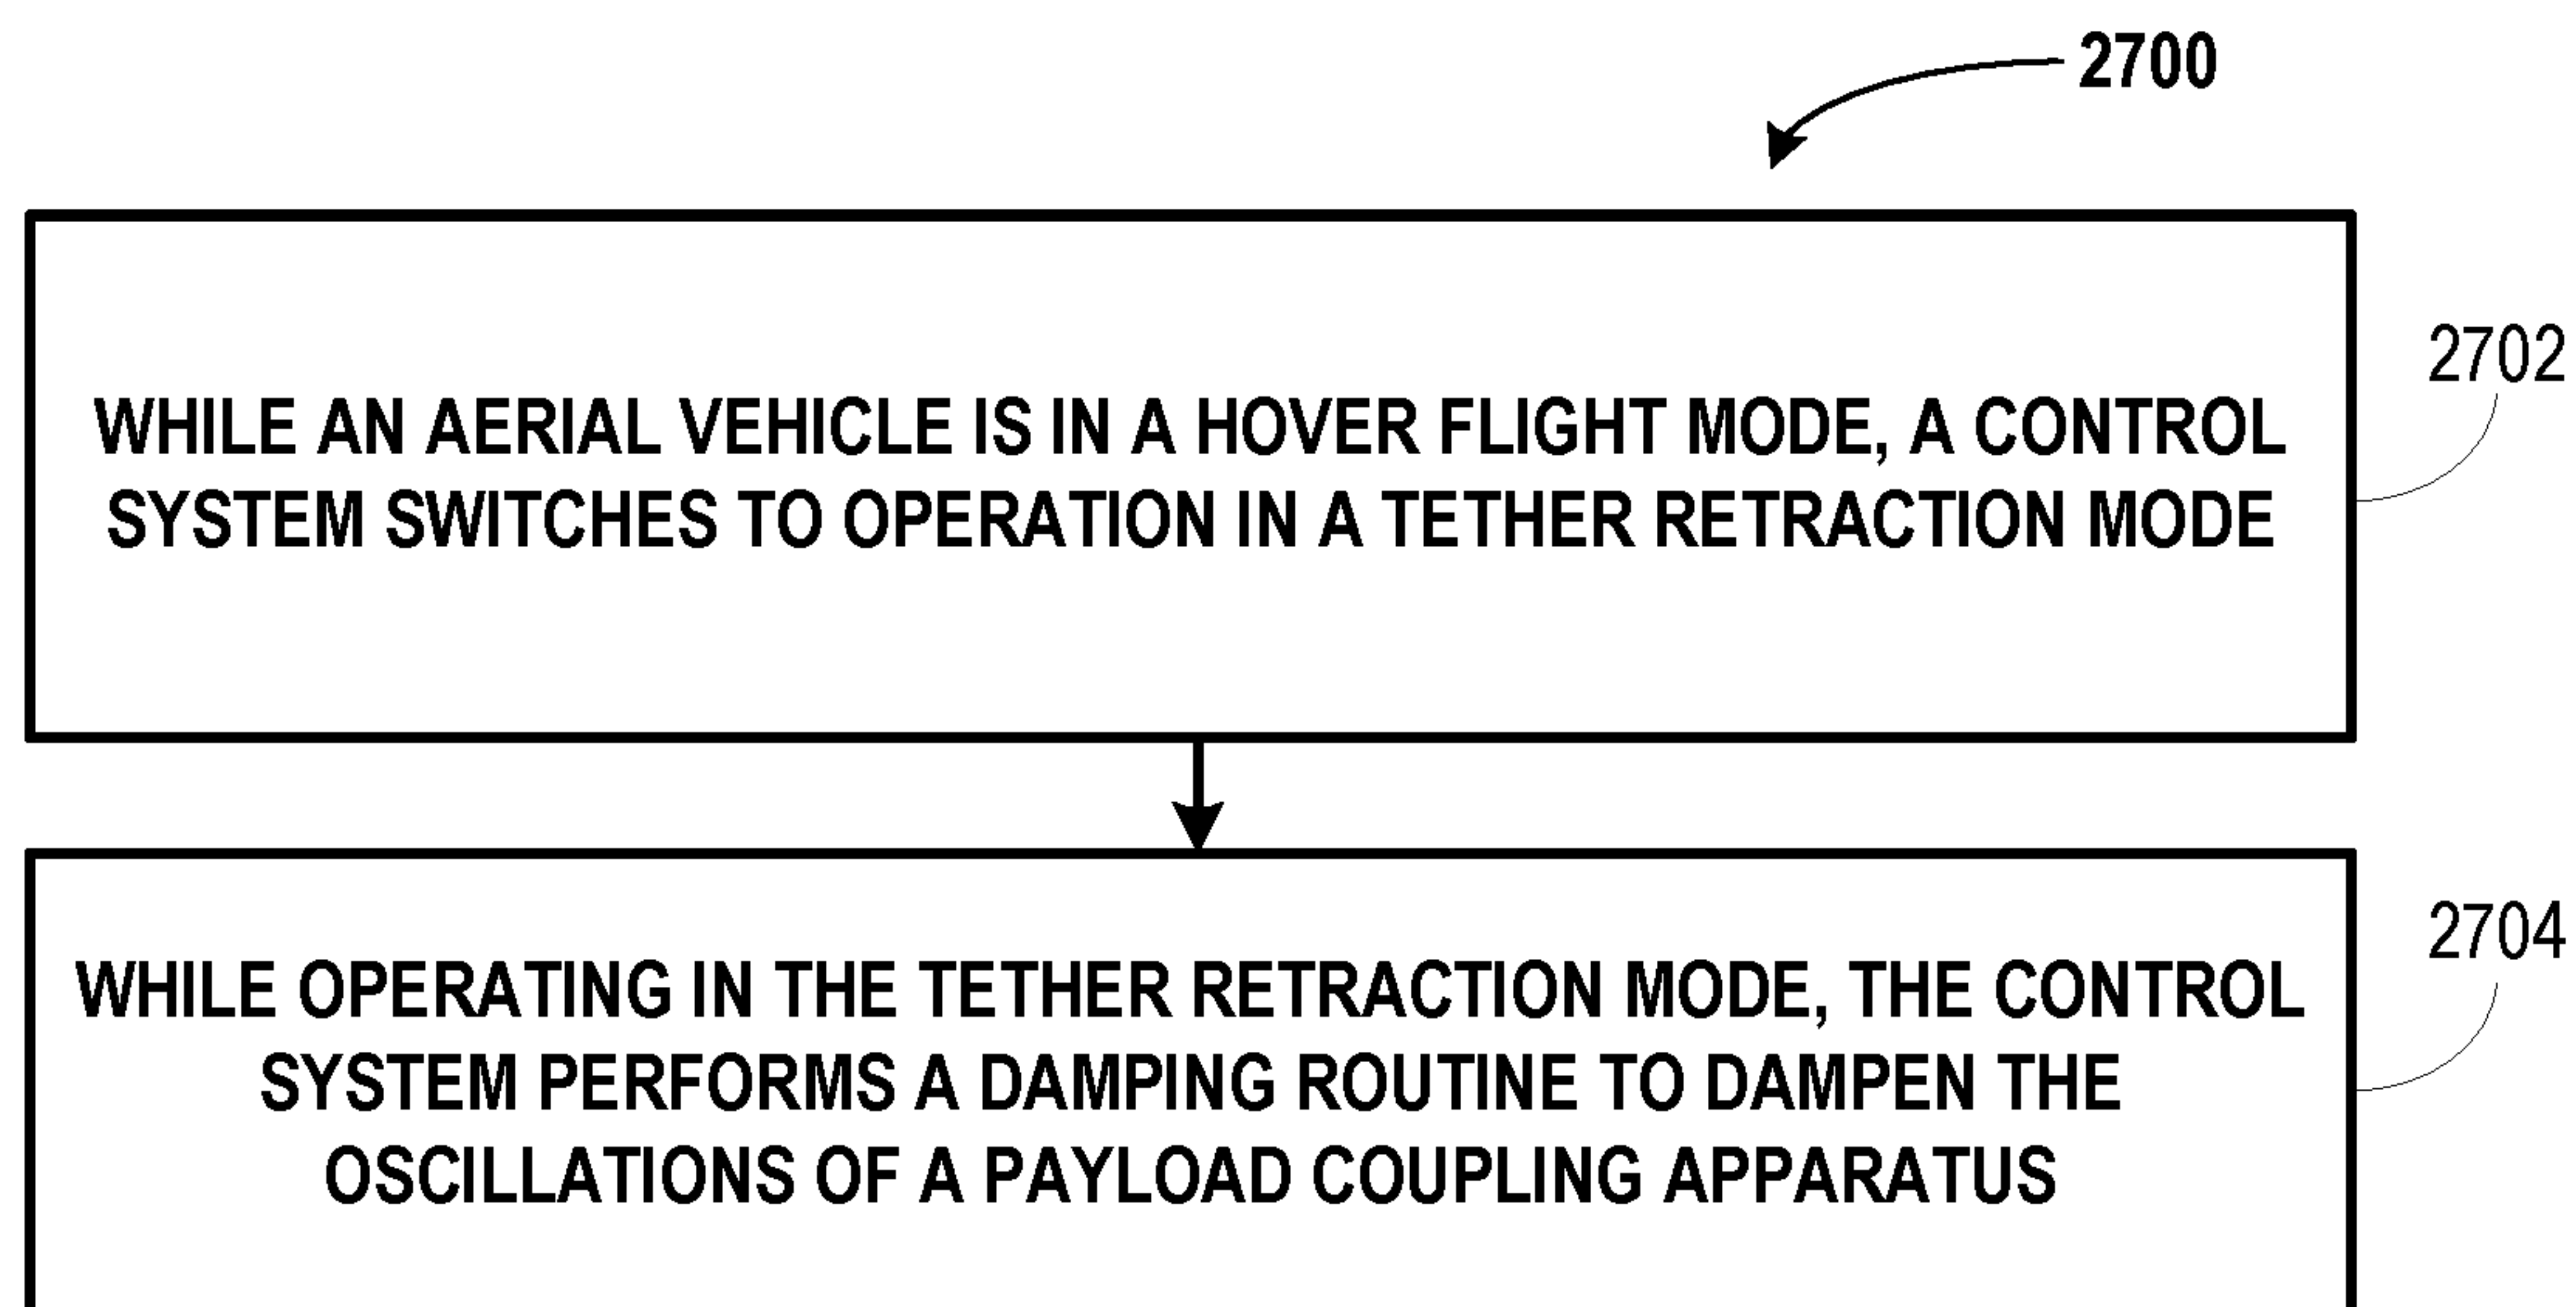 2700
WHILE AN AERIAL VEHICLE IS IN A HOVER FLIGHT MODE, A CONTROL
SYSTEM SWITCHES TO OPERATION IN A TETHER RETRACTION MODE
2702
WHILE OPERATING IN THE TETHER RETRACTION MODE, THE CONTROL
SYSTEM PERFORMS A DAMPING ROUTINE TO DAMPEN THE
OSCILLATIONS OF A PAYLOAD COUPLING APPARATUS
2704